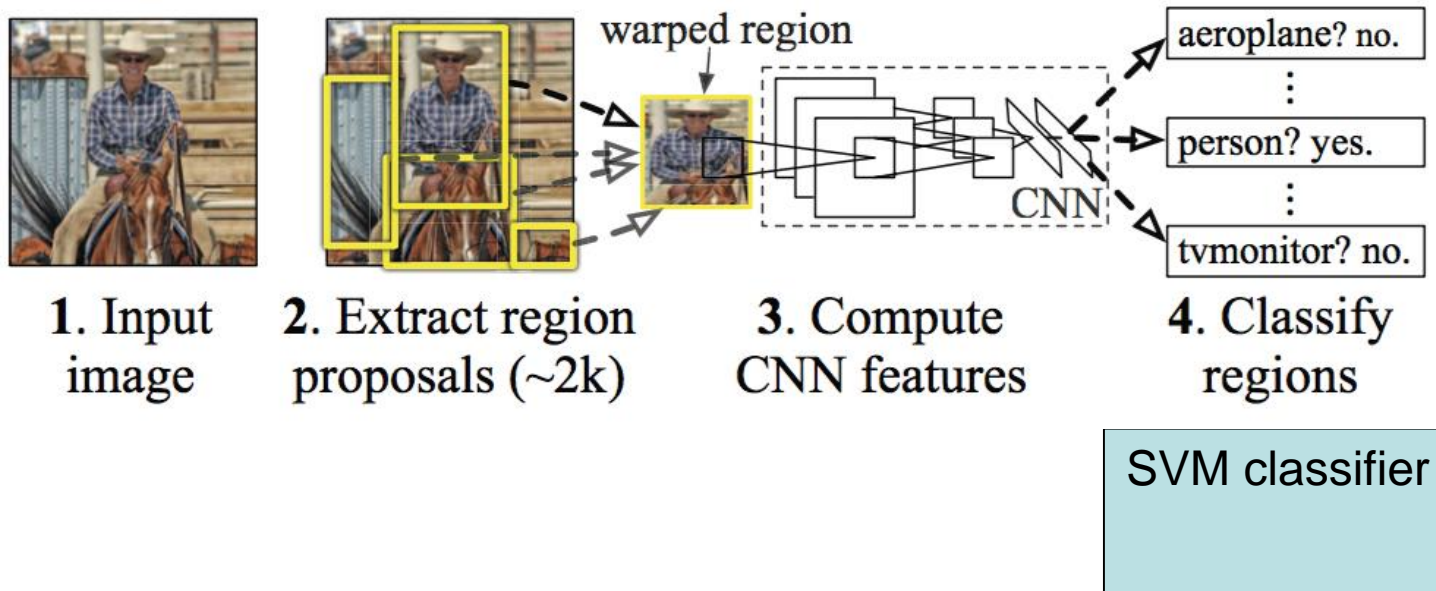 warped region
aeroplane? no.
⋮
person? yes.
⋮
tvmonitor? no.
CNN
1. Input
image
2. Extract region
proposals (~2k)
3. Compute
CNN features
4. Classify
regions
SVM classifier